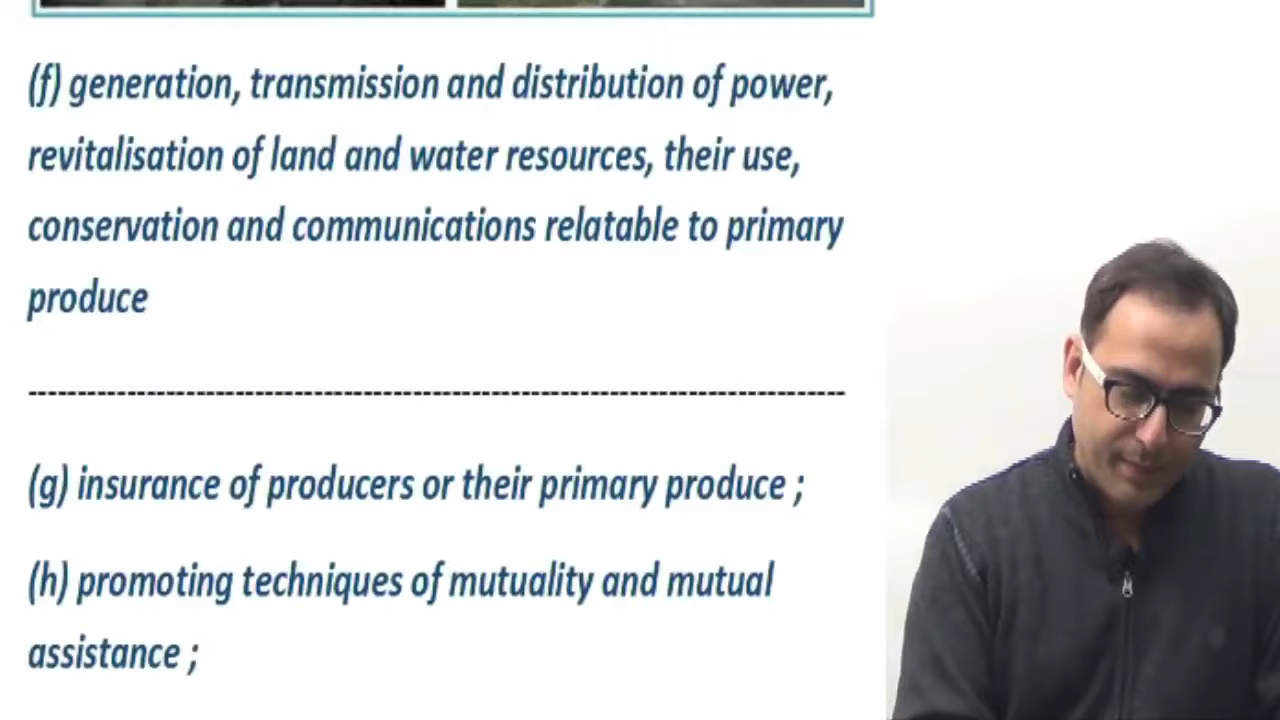 (f) generation, transmission and distribution of power,
revitalisation of land and water resources, their use,
conservation and communications relatable to primary
produce
--------------------------------------------------------------------------------
(g) insurance of producers or their primary produce ;
(h) promoting techniques of mutuality and mutual
assistance ;